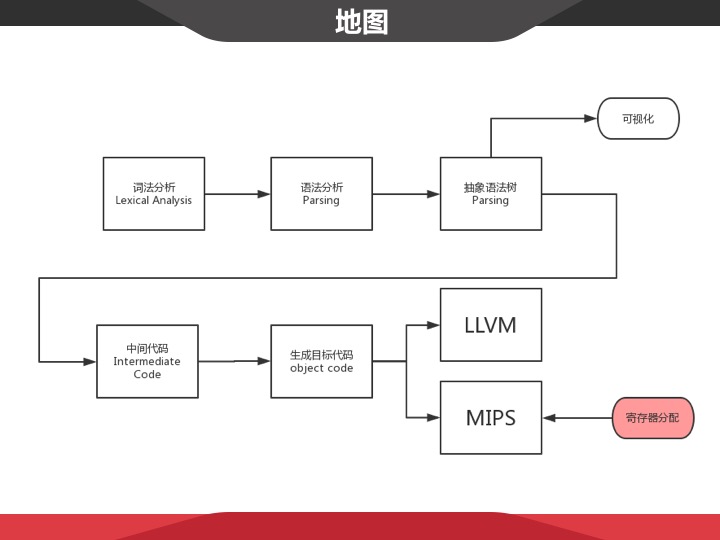 地图
可视化
词法分析
Lexical Analysis
语法分析
Parsing
抽象语法树
Parsing
中间代码
Intermediate
Code
生成目标代码
object code
LLVM
MIPS
寄存器分配